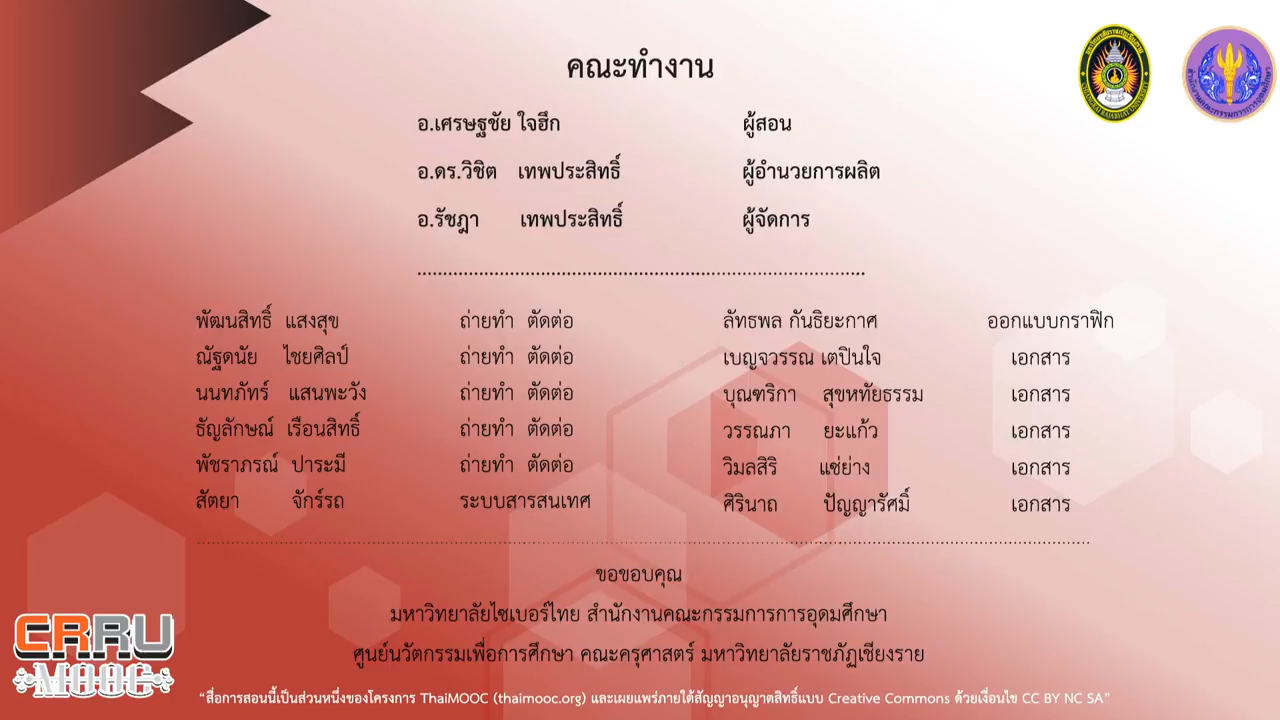 คณะทำงาน
อ.เศรษฐชัย ใจฮึก ผู้สอน
อ.ดร.วิชิต เทพประสิทธิ์ ผู้อำนวยการผลิต
อ.รัชฎา เทพประสิทธิ์ ผู้จัดการ
พัฒนสิทธิ์ แสงสุข ถ่ายทำ ตัดต่อ ลัทธพล กันธิยะกาศ ออกแบบกราฟิก
ณัฐดนัย ไชยศิลป์ ถ่ายทำ ตัดต่อ เบญจวรรณ เตปินใจ เอกสาร
นนทภัทร์ แสนพะวัง ถ่ายทำ ตัดต่อ บุณฑริกา สุขหทัยธรรม เอกสาร
ธัญลักษณ์ เรือนสิทธิ์ ถ่ายทำ ตัดต่อ วรรณภา ยะแก้ว เอกสาร
พัชราภรณ์ ปาระมี ถ่ายทำ ตัดต่อ วิมลสิริ แซ่ย่าง เอกสาร
สัตยา จักร์รถ ระบบสารสนเทศ ศิรินาถ ปัญญารัศมิ์ เอกสาร
ขอขอบคุณ
มหาวิทยาลัยไซเบอร์ไทย สำนักงานคณะกรรมการการอุดมศึกษา
ศูนย์นวัตกรรมเพื่อการศึกษา คณะครุศาสตร์ มหาวิทยาลัยราชภัฏเชียงราย
CRRU
MOOC
“สื่อการสอนนี้เป็นส่วนหนึ่งของโครงการ ThaiMOOC (thaimooc.org) และเผยแพร่ภายใต้สัญญาอนุญาตสิทธิ์แบบ Creative Commons ด้วยเงื่อนไข CC BY NC SA”